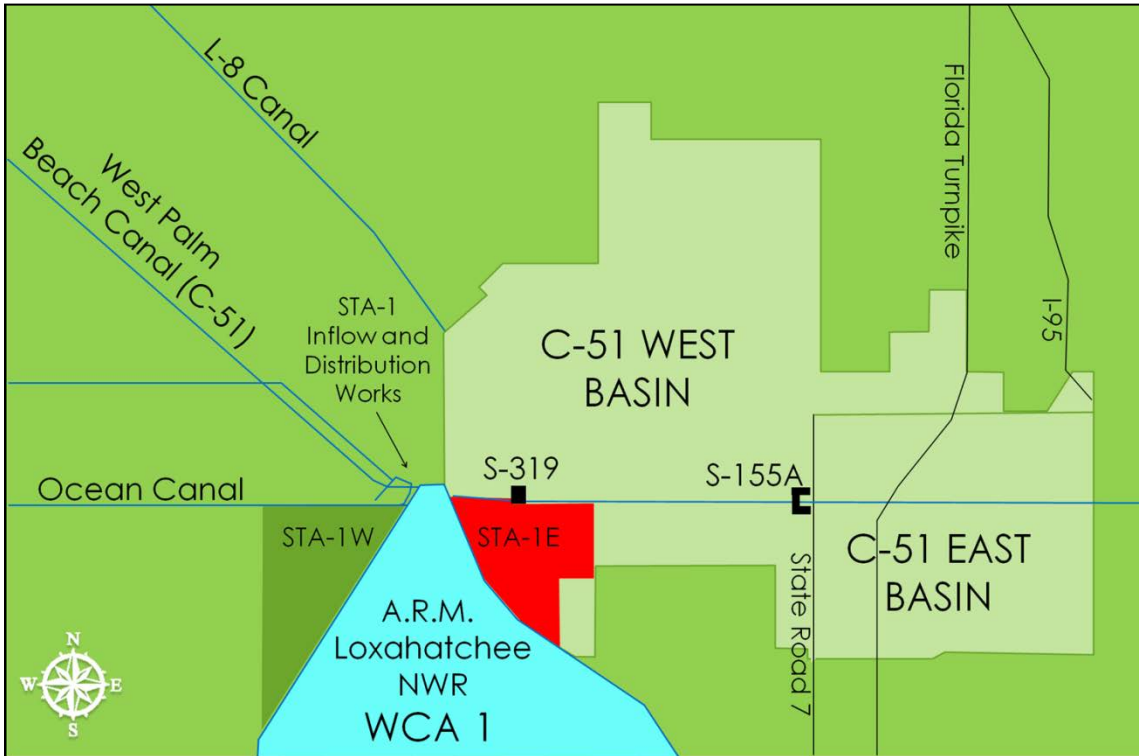 L-8 Canal
West Palm
Beach Canal (C-51)
STA-1
Inflow and
Distribution
Works
Florida Turnpike
I-95
C-51 WEST
BASIN
S-319
S-155A
Ocean Canal
STA-1W
STA-1E
C-51 EAST
BASIN
State Road 7
A.R.M.
Loxahatchee
NWR
WCA 1
N
W
E
S